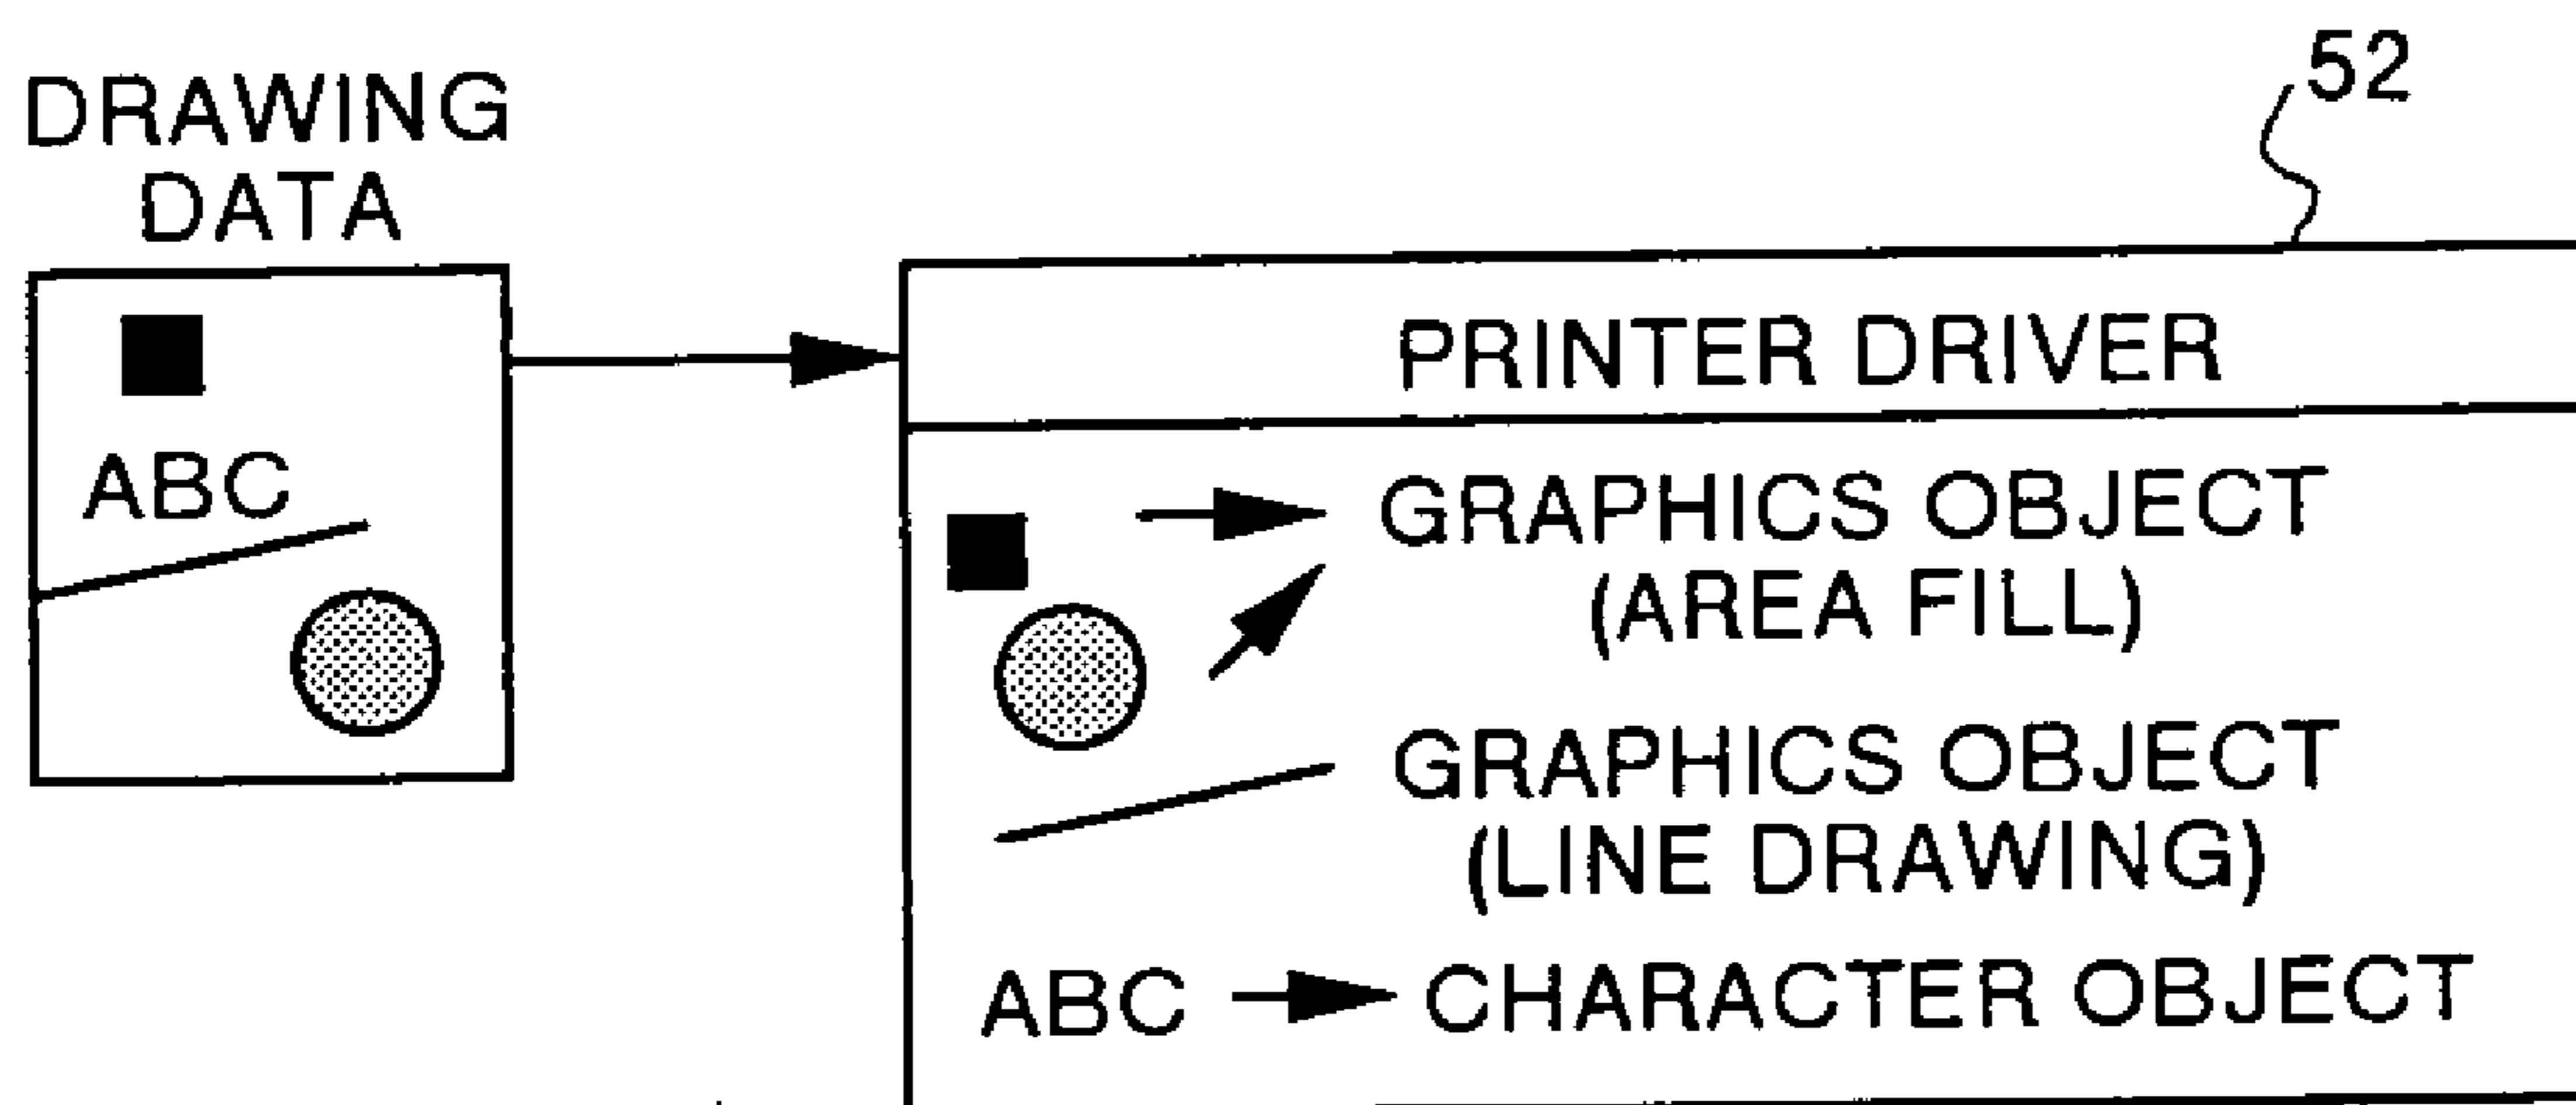 DRAWING
DATA
ABC
52
PRINTER DRIVER
GRAPHICS OBJECT
(AREA FILL)
GRAPHICS OBJECT
(LINE DRAWING)
ABC CHARACTER OBJECT